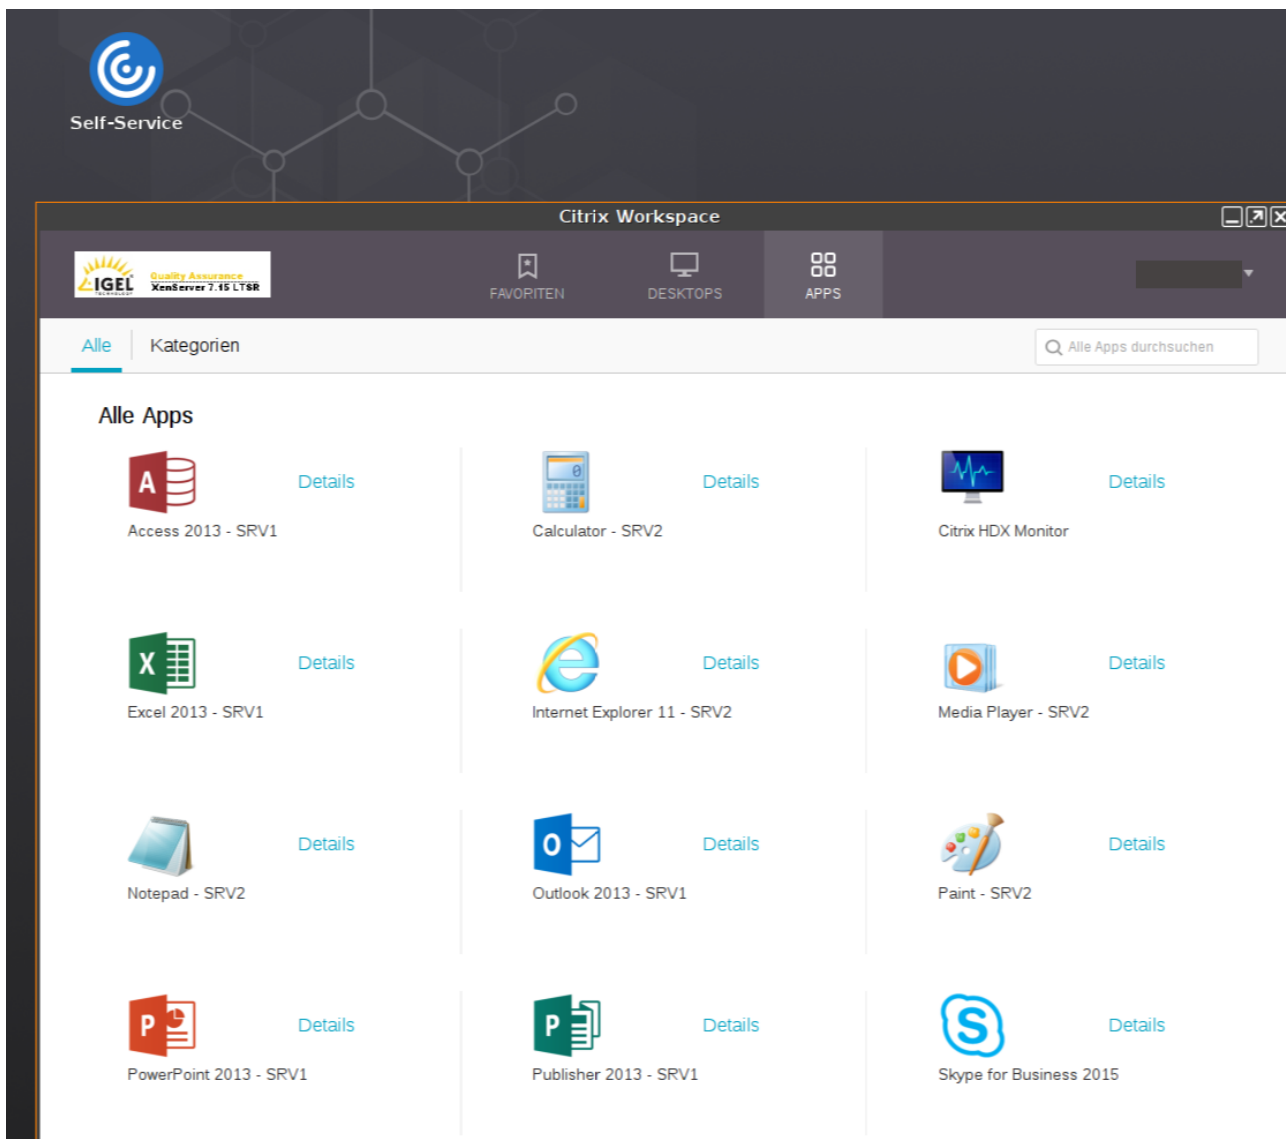 Self-Service
Citrix Workspace
IGEL
TECHNOLOGY
Quality Assurance
XenServer 7.15 LTSR
FAVORITEN
DESKTOPS
APPS
Alle
Kategorien
Alle Apps durchsuchen
Alle Apps
Details
Access 2013 - SRV1
Details
Calculator - SRV2
Details
Citrix HDX Monitor
Details
Excel 2013 - SRV1
Details
Internet Explorer 11 - SRV2
Details
Media Player - SRV2
Details
Notepad - SRV2
Details
Outlook 2013 - SRV1
Details
Paint - SRV2
Details
PowerPoint 2013 - SRV1
Details
Publisher 2013 - SRV1
Details
Skype for Business 2015